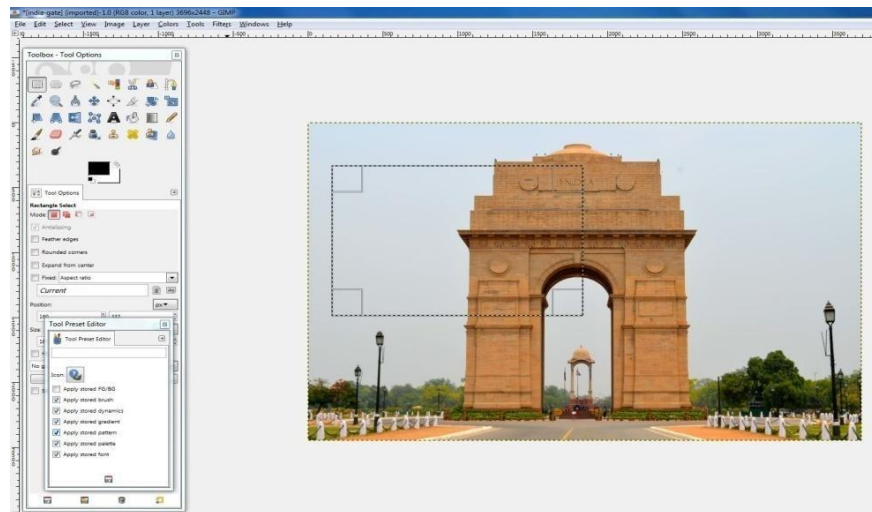 *[india-gate] (imported)-1.0 (RGB color, 1 layer) 3696x2448 – GIMP
File Edit Select View Image Layer Colors Tools Filters Windows Help
Toolbox - Tool Options
Tool Options
Rectangle Select
Mode:
Antialiasing
Feather edges
Rounded corners
Expand from center
Fixed: Aspect ratio
Current
Position: px
Size:
Tool Preset Editor
Tool Preset Editor
Icon:
Apply stored FG/BG
Apply stored brush
Apply stored dynamics
Apply stored gradient
Apply stored pattern
Apply stored palette
Apply stored font